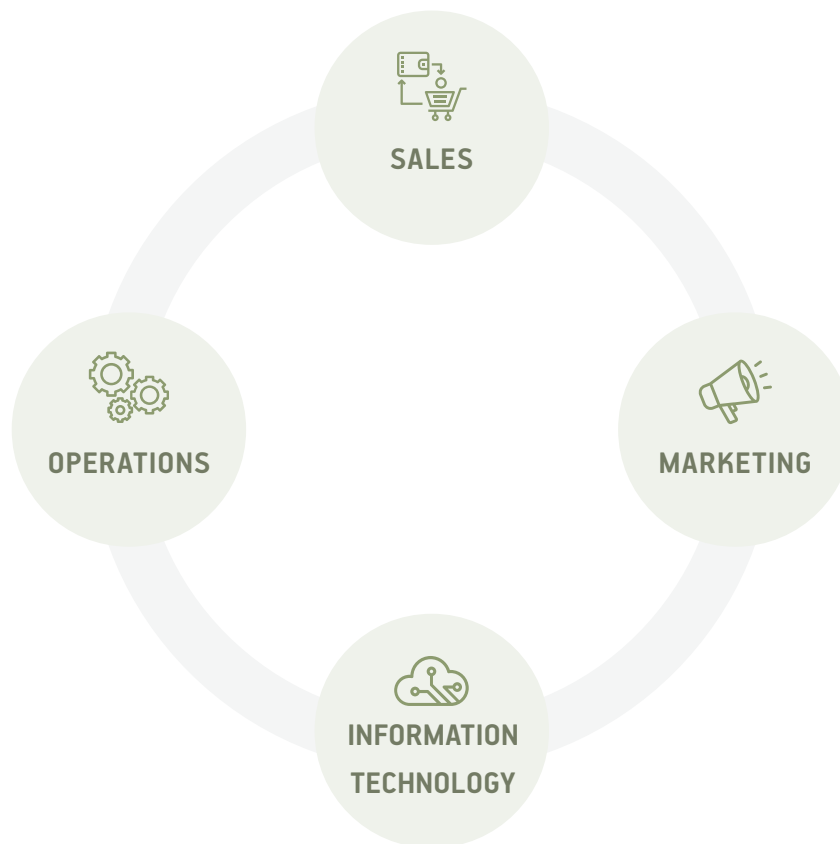 SALES
OPERATIONS
MARKETING
INFORMATION
TECHNOLOGY